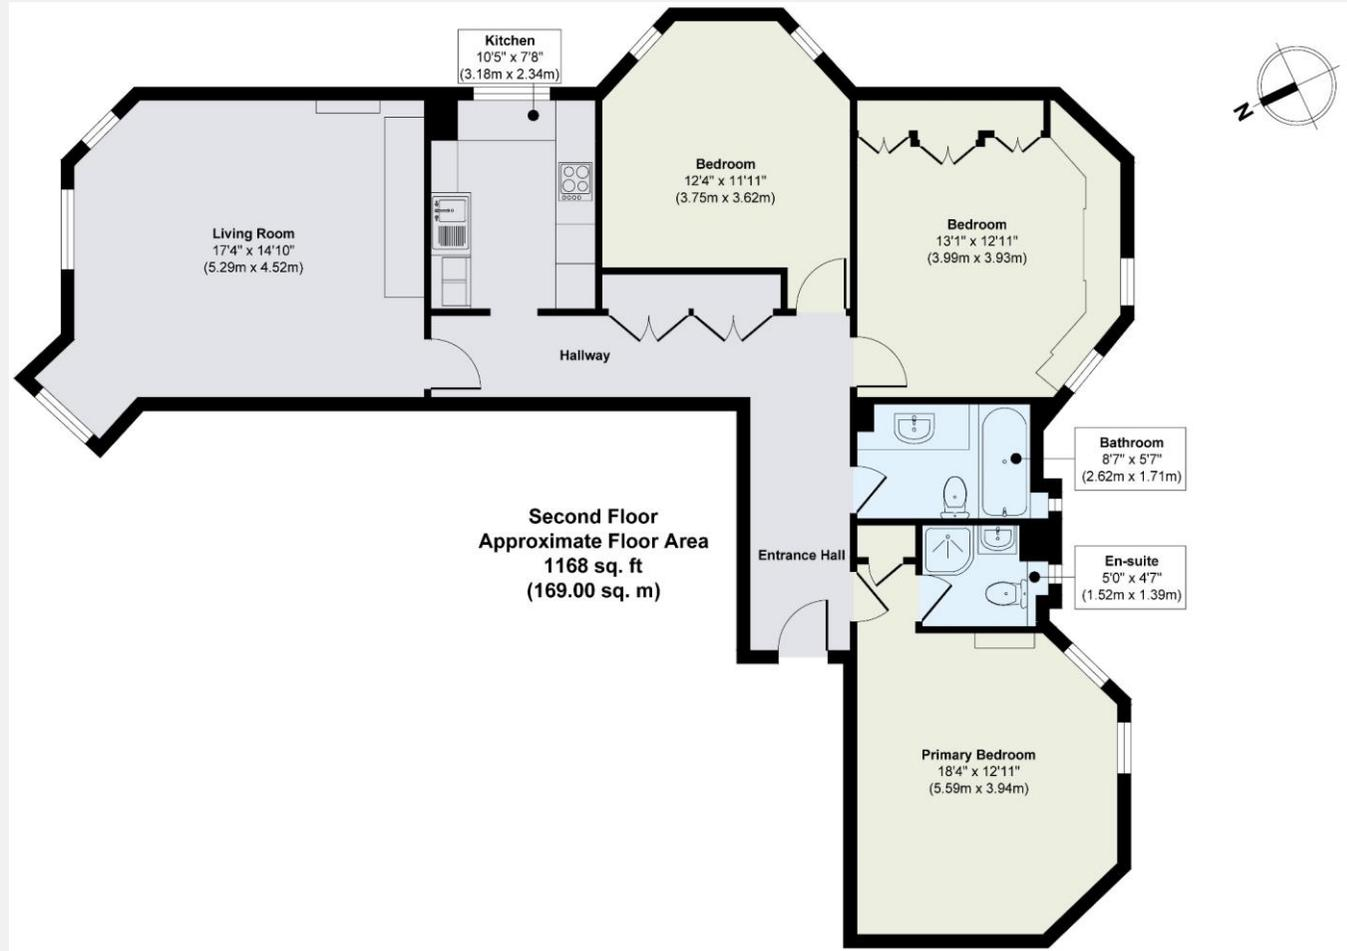 Kitchen
10'5" x 7'8"
(3.18m x 2.34m)
N
Bedroom
12'4" x 11'11"
(3.75m x 3.62m)
Living Room
17'4" x 14'10"
(5.29m x 4.52m)
Bedroom
13'1" x 12'11"
(3.99m x 3.93m)
Hallway
Bathroom
8'7" x 5'7"
(2.62m x 1.71m)
Second Floor
Approximate Floor Area
1168 sq. ft
(169.00 sq. m)
Entrance Hall
En-suite
5'0" x 4'7"
(1.52m x 1.39m)
Primary Bedroom
18'4" x 12'11"
(5.59m x 3.94m)